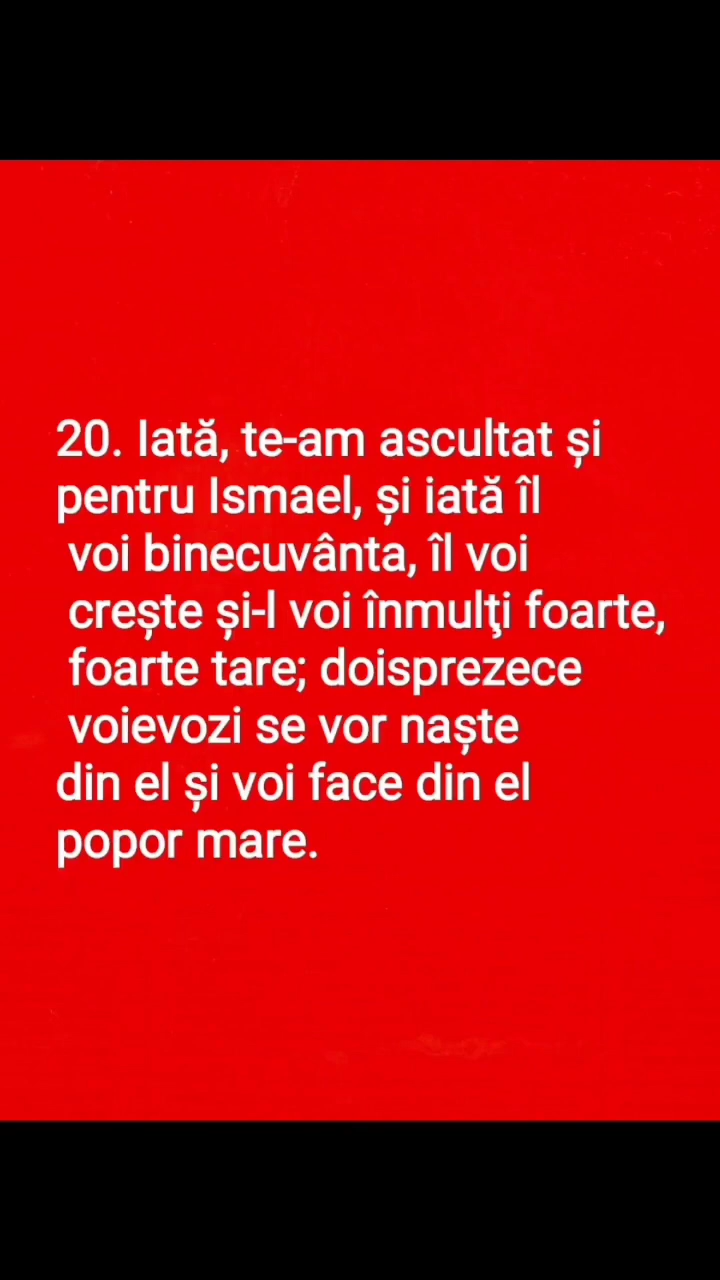 20. Iată, te-am ascultat și
pentru Ismael, și iată îl
voi binecuvânta, îl voi
crește și-l voi înmulţi foarte,
foarte tare; doisprezece
voievozi se vor naște
din el și voi face din el
popor mare.